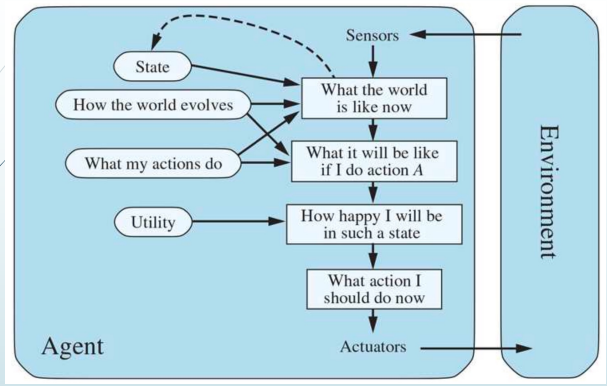 Sensors
State
What the world
is like now
How the world evolves
What it will be like
if I do action A
What my actions do
How happy I will be
in such a state
Utility
What action I
should do now
Agent
Actuators
Environment